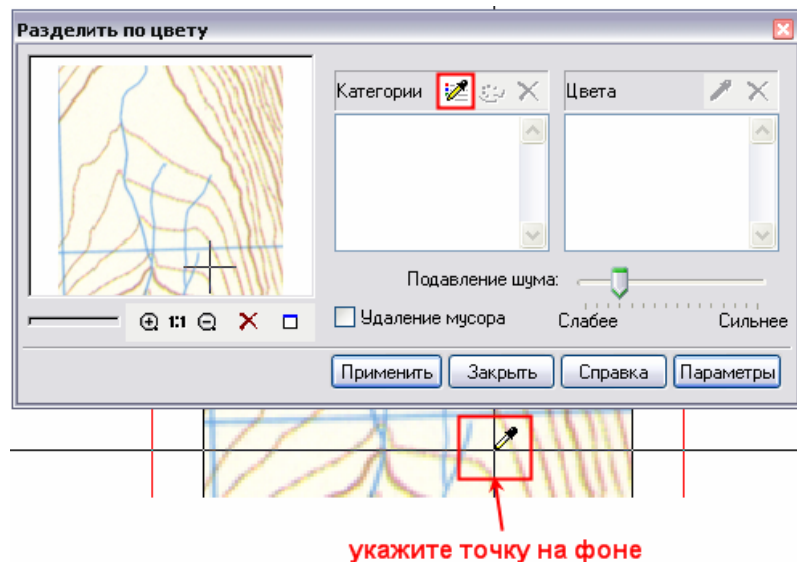 Разделить по цвету
Категории
Цвета
Подавление шума:
1:1
Удаление мусора
Слабее
Сильнее
Применить
Закрыть
Справка
Параметры
укажите точку на фоне